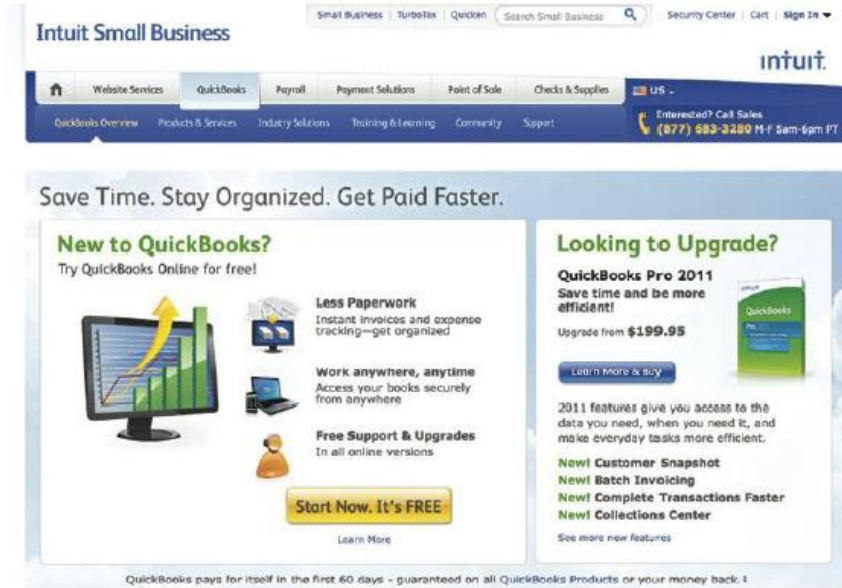 Small Business | TurboTax | Quicken
Search Small Business
Security Center | Cart | Sign In
Intuit Small Business
intuit.
Website Services
QuickBooks
Payroll
Payment Solutions
Point of Sale
Checks & Supplies
US
QuickBooks Overview
Products & Services
Industry Solutions
Training & Learning
Community
Support
Interested? Call Sales
(877) 683-3280 M-F 5am-6pm PT
Save Time. Stay Organized. Get Paid Faster.
New to QuickBooks?
Try QuickBooks Online for free!
Less Paperwork
Instant invoices and expense
tracking—get organized
Work anywhere, anytime
Access your books securely
from anywhere
Free Support & Upgrades
In all online versions
Start Now. It's FREE
Learn More
Looking to Upgrade?
QuickBooks Pro 2011
Save time and be more
efficient!
Upgrade from $199.95
intuit
QuickBooks
Pro
Learn More & Buy
2011 features give you access to the
data you need, when you need it, and
make everyday tasks more efficient.
New! Customer Snapshot
New! Batch Invoicing
New! Complete Transactions Faster
New! Collections Center
See more new features
QuickBooks pays for itself in the first 60 days - guaranteed on all QuickBooks Products or your money back.1